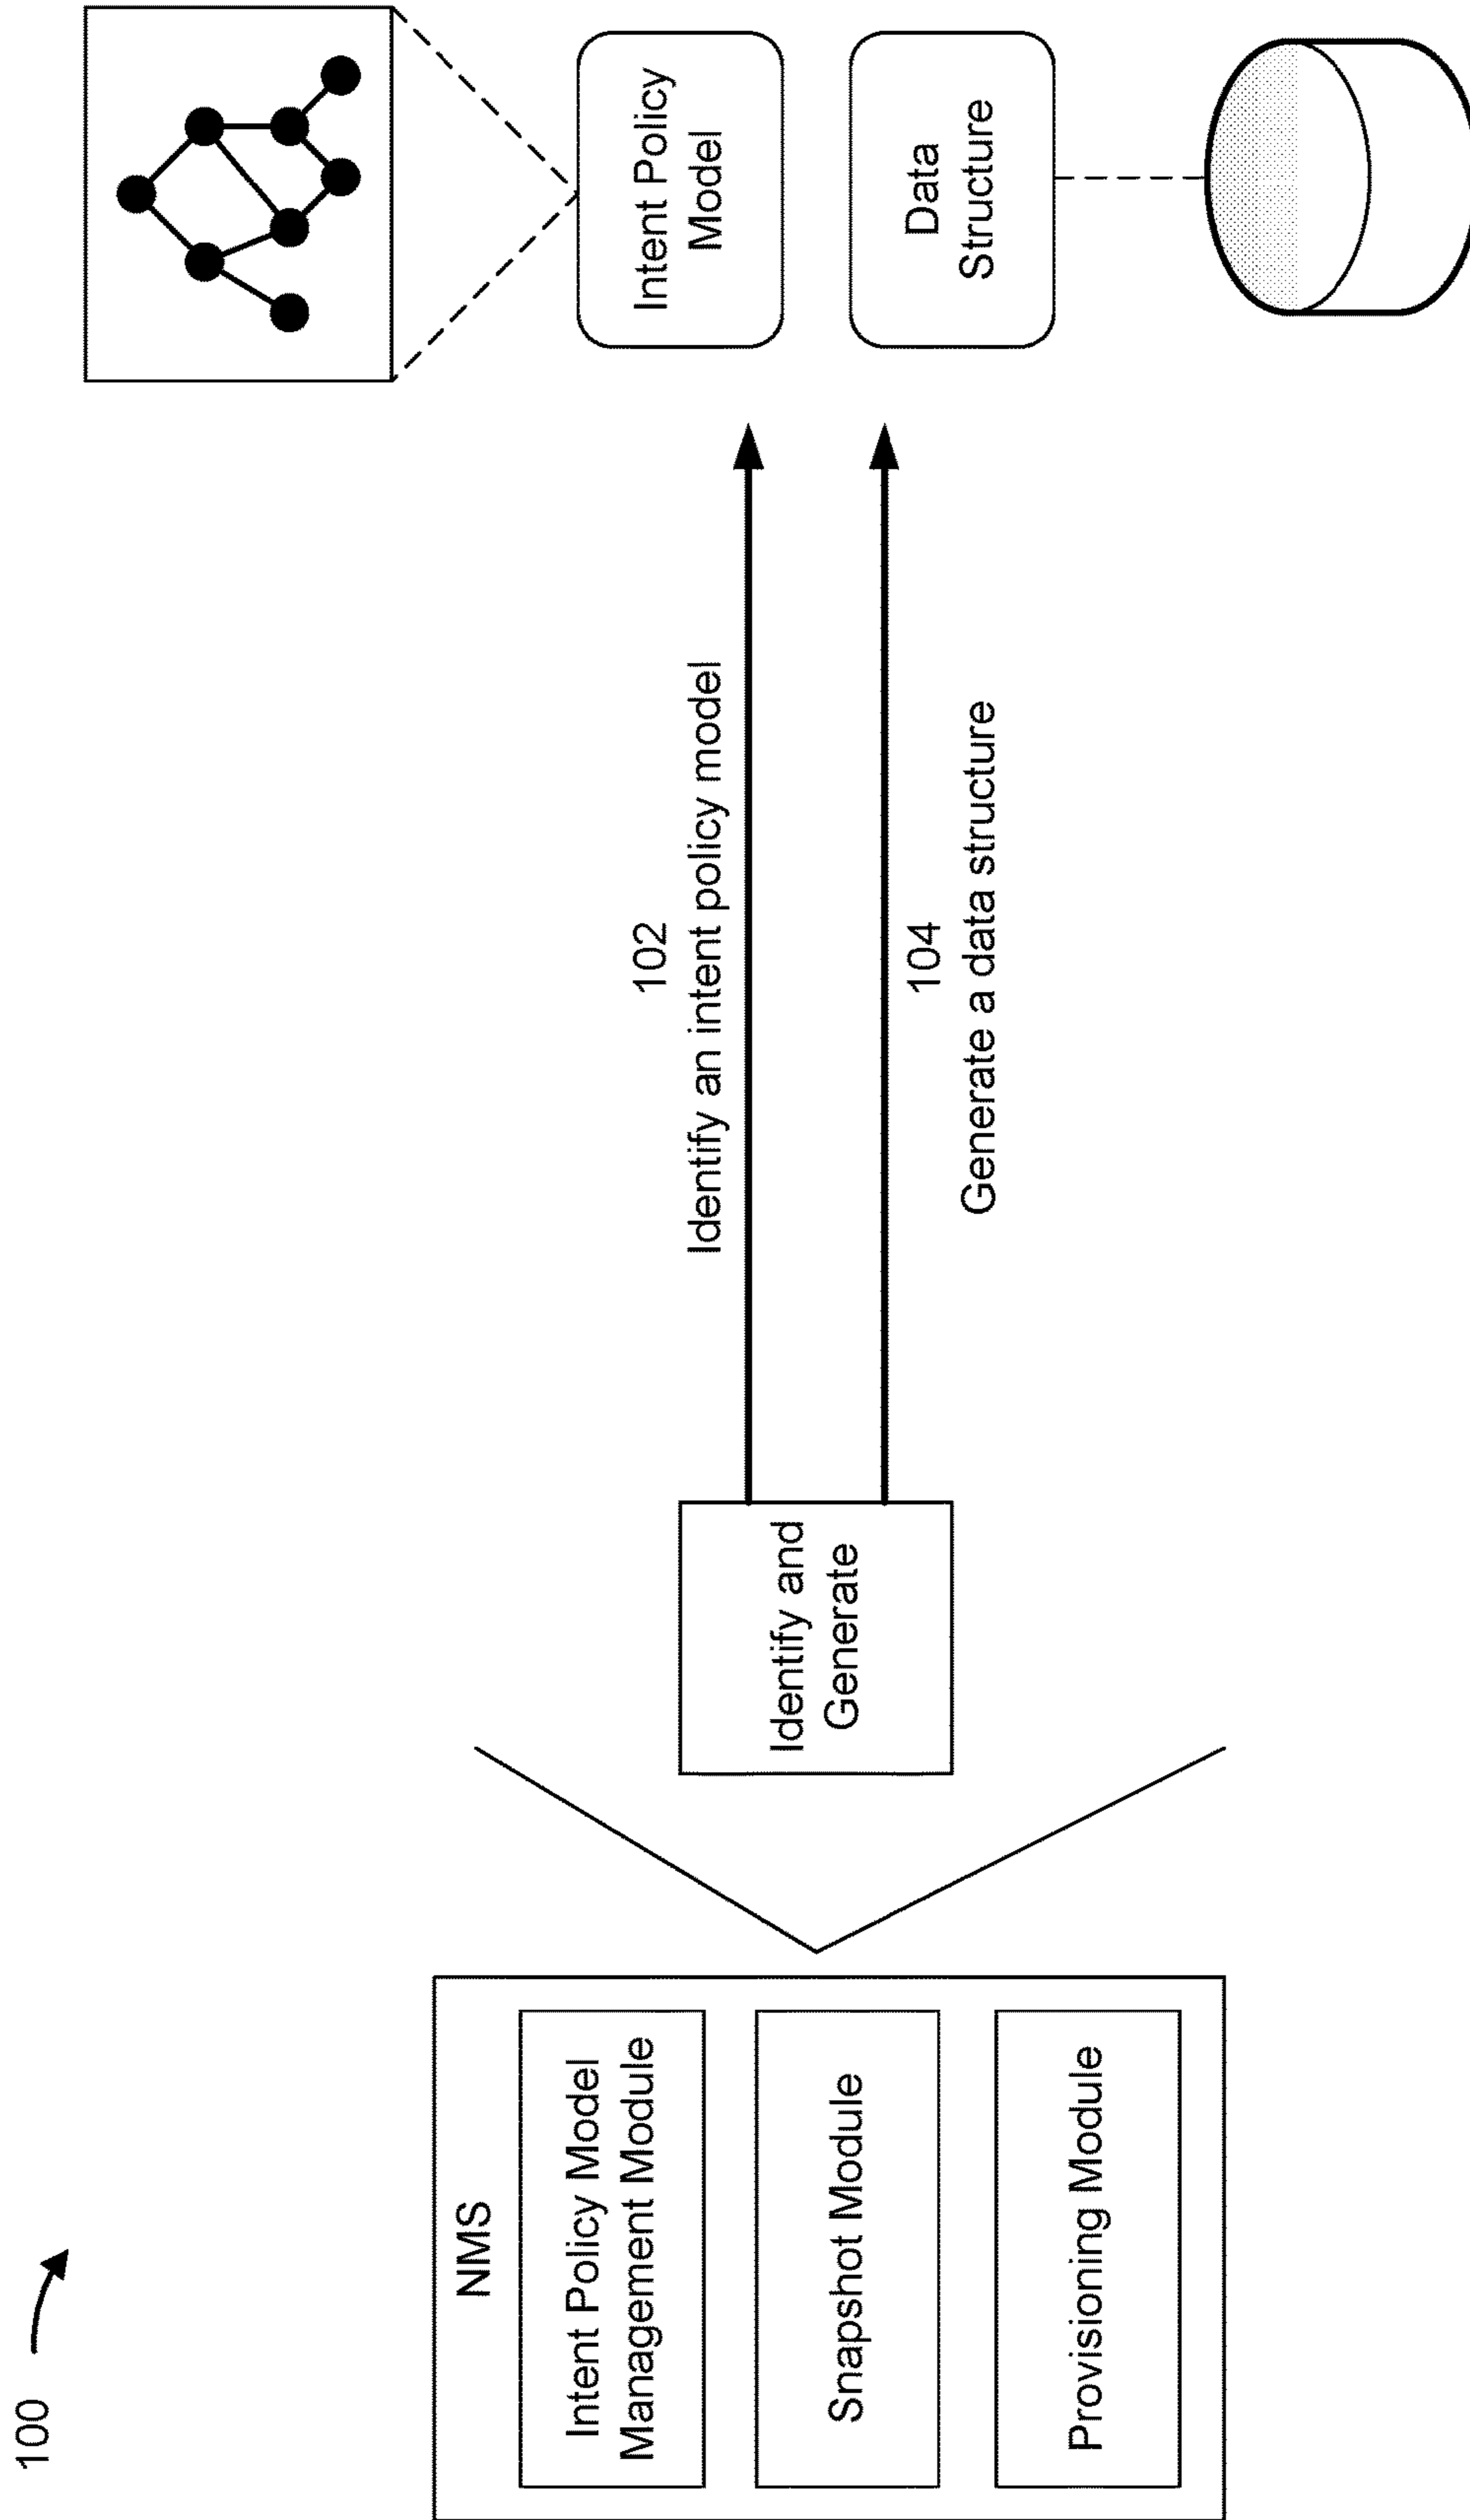 100
NMS
Intent Policy Model
Management Module
Snapshot Module
Provisioning Module
Identify and
Generate
102
Identify an intent policy model
104
Generate a data structure
Intent Policy
Model
Data
Structure